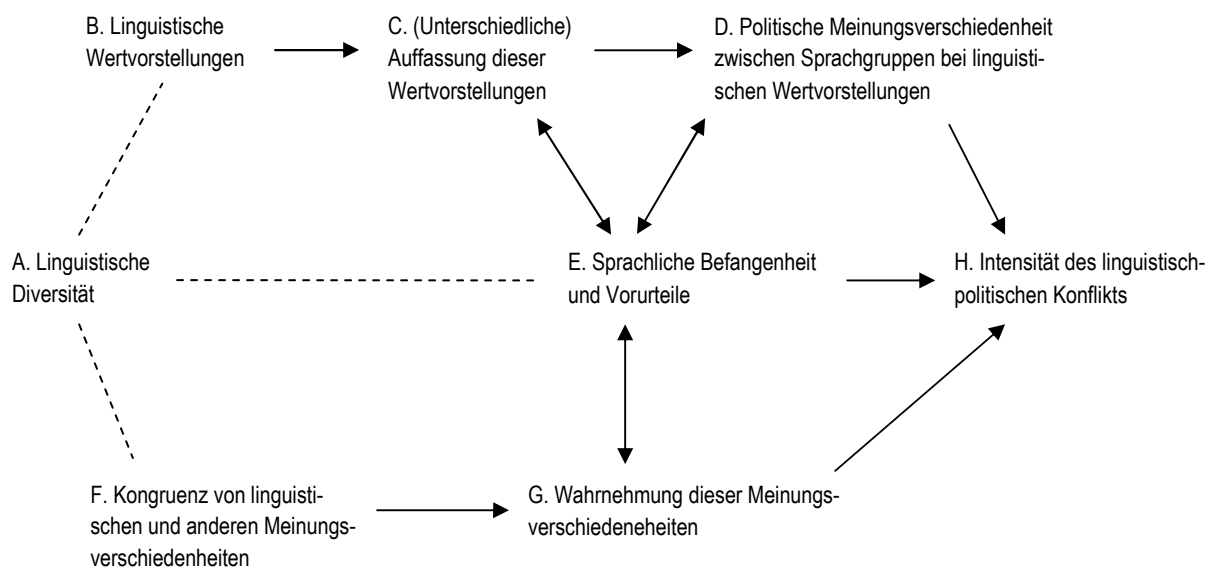 B. Linguistische
Wertvorstellungen
C. (Unterschiedliche)
Auffassung dieser
Wertvorstellungen
D. Politische Meinungsverschiedenheit
zwischen Sprachgruppen bei linguisti-
schen Wertvorstellungen
A. Linguistische
Diversität
E. Sprachliche Befangenheit
und Vorurteile
H. Intensität des linguistisch-
politischen Konflikts
F. Kongruenz von linguisti-
schen und anderen Meinungs-
verschiedenheiten
G. Wahrnehmung dieser Meinungs-
verschiedeneheiten